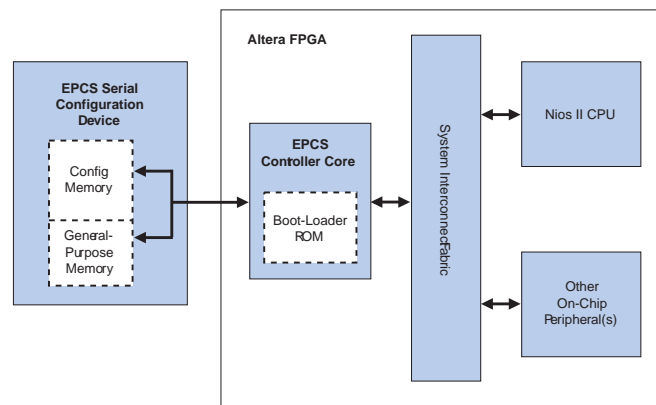 Altera FPGA
EPCS Serial
Configuration
Device
Config
Memory
General-
Purpose
Memory
EPCS
Controller Core
Boot-Loader
ROM
System InterconnecFabric
Nios II CPU
Other
On-Chip
Peripheral(s)